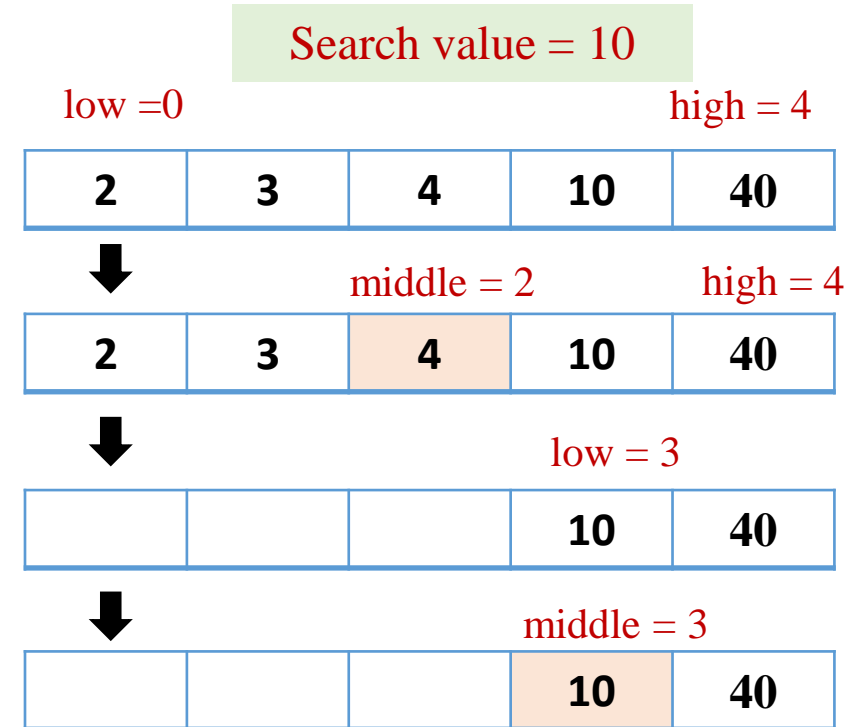 Search value = 10
low =0 high = 4
2 3 4 10 40
middle = 2 high = 4
2 3 4 10 40
low = 3
10 40
middle = 3
10 40